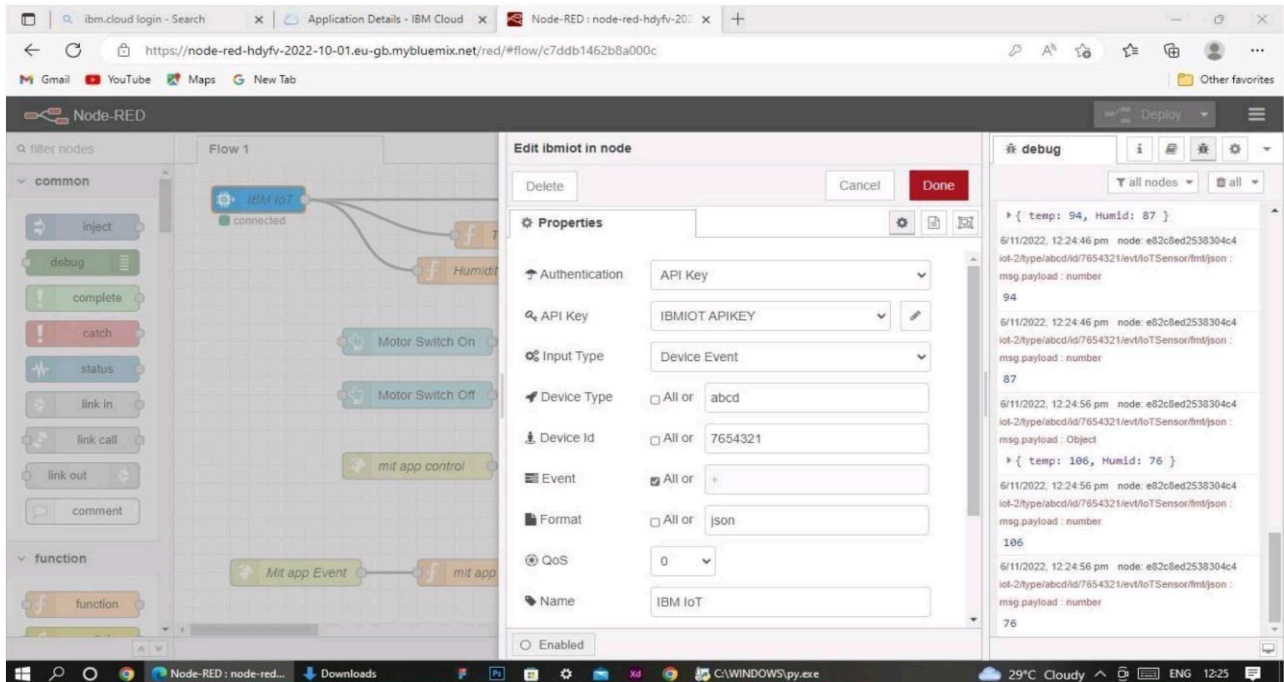 ibm.cloud login - Search
Application Details - IBM Cloud
Node-RED : node-red-hdyfv-202
https://node-red-hdyfv-2022-10-01.eu-gb.mybluemix.net/red/#flow/c7ddb1462b8a000c
Gmail YouTube Maps New Tab
Other favorites
Node-RED
Deploy
filter nodes
Flow 1
common
inject
debug
complete
catch
status
link in
link call
link out
comment
function
function
IBM IoT
connected
T
Humidit
Motor Switch On
Motor Switch Off
mit app control
Mit app Event
mit app
Edit ibmiot in node
Delete
Cancel
Done
Properties
Authentication API Key
API Key IBMIOT APIKEY
Input Type Device Event
Device Type All or abcd
Device Id All or 7654321
Event All or +
Format All or json
QoS 0
Name IBM IoT
Enabled
debug
i
all nodes
all
{ temp: 94, Humid: 87 }
6/11/2022, 12:24:46 pm node: e82c8ed2538304c4
iot-2/type/abcd/id/7654321/evt/IoTSensor/fmt/json :
msg.payload : number
94
6/11/2022, 12:24:46 pm node: e82c8ed2538304c4
iot-2/type/abcd/id/7654321/evt/IoTSensor/fmt/json :
msg.payload : number
87
6/11/2022, 12:24:56 pm node: e82c8ed2538304c4
iot-2/type/abcd/id/7654321/evt/IoTSensor/fmt/json :
msg.payload : Object
{ temp: 106, Humid: 76 }
6/11/2022, 12:24:56 pm node: e82c8ed2538304c4
iot-2/type/abcd/id/7654321/evt/IoTSensor/fmt/json :
msg.payload : number
106
6/11/2022, 12:24:56 pm node: e82c8ed2538304c4
iot-2/type/abcd/id/7654321/evt/IoTSensor/fmt/json :
msg.payload : number
76
Node-RED : node-red...
Downloads
Ps
Xd
C:\WINDOWS\py.exe
29°C Cloudy
ENG
12:25